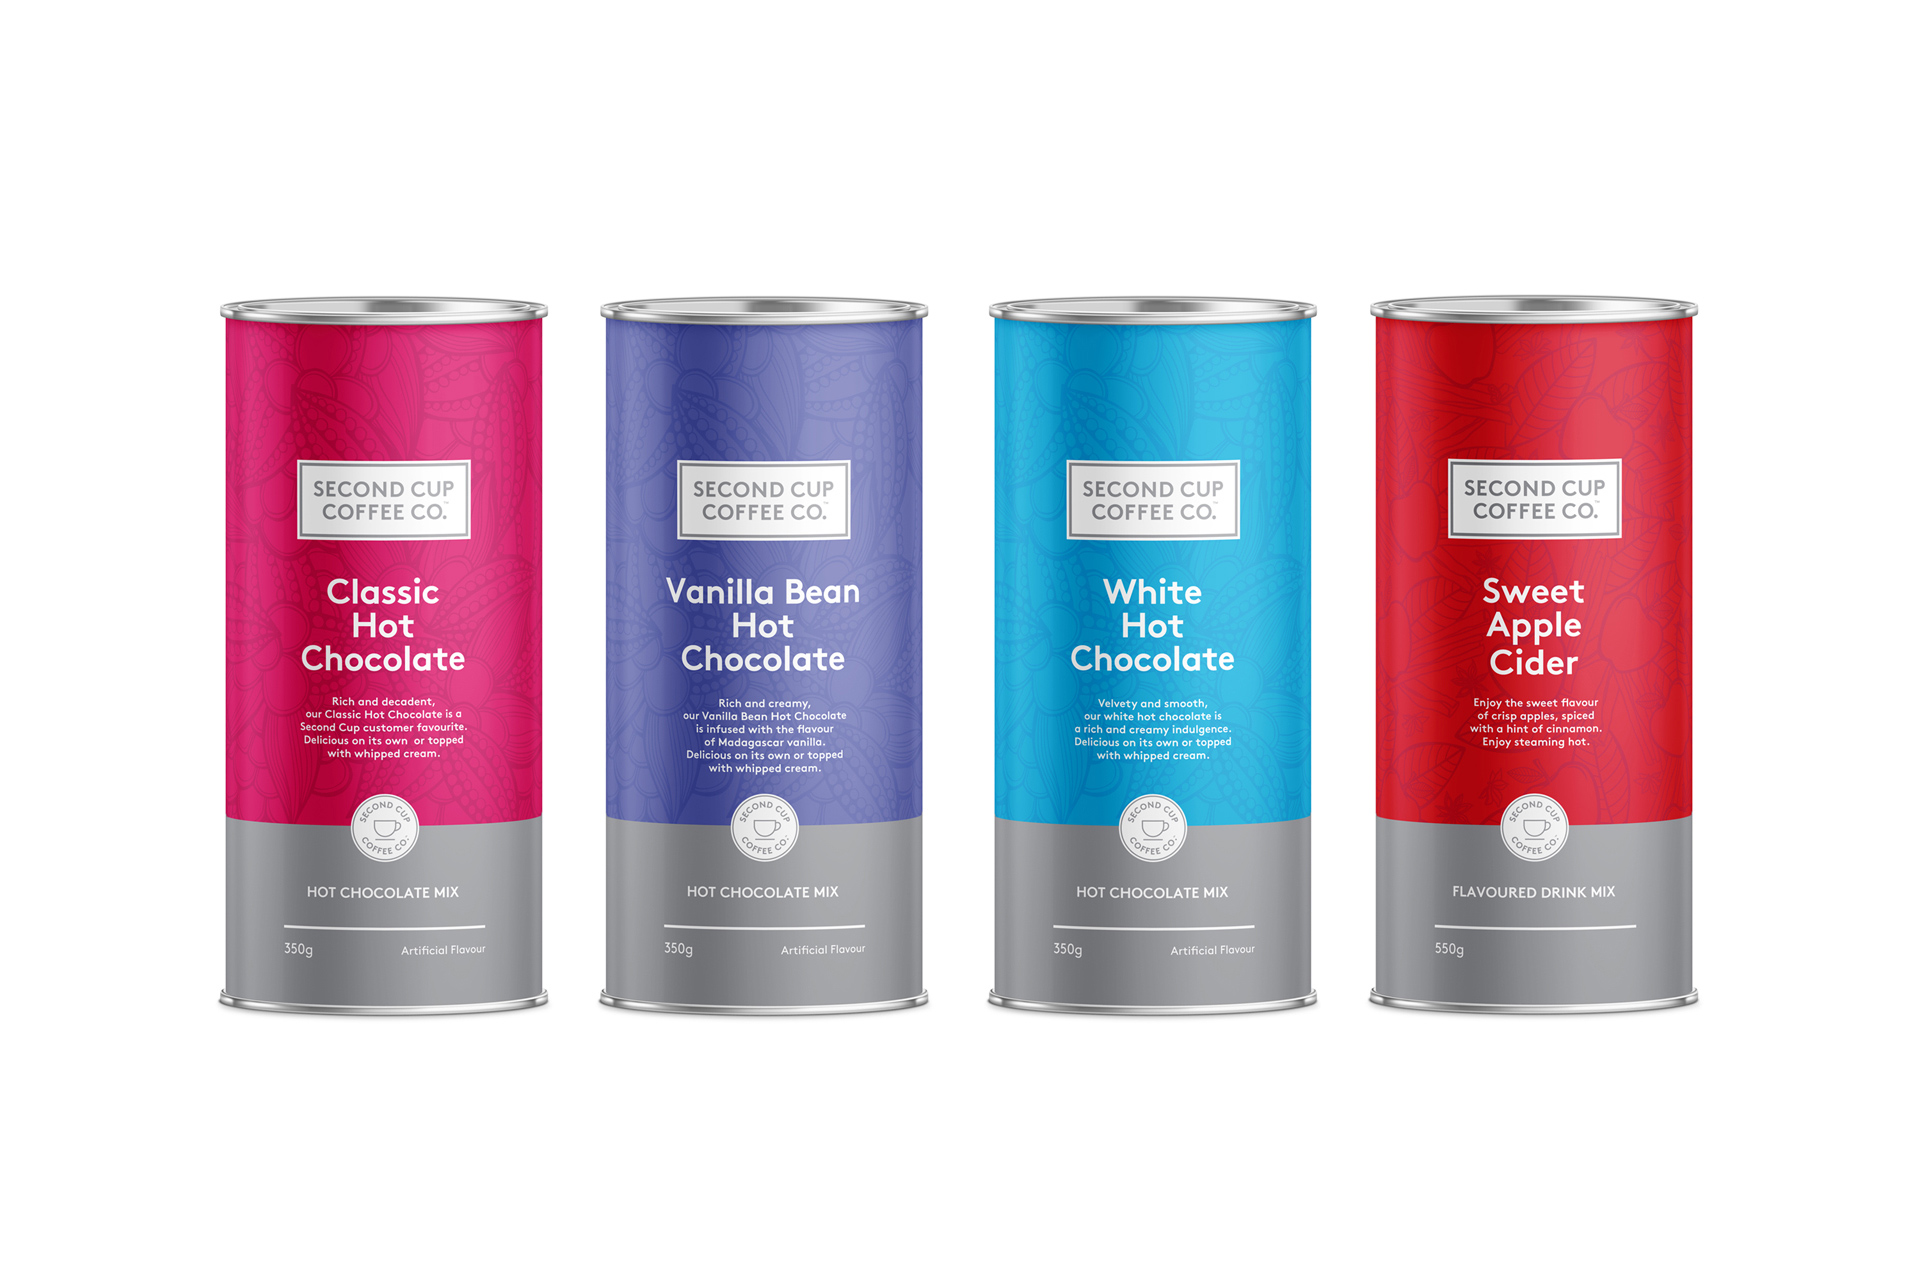 SECOND CUP
COFFEE CO.™
Classic
Hot
Chocolate
Rich and decadent,
our Classic Hot Chocolate is a
Second Cup customer favourite.
Delicious on its own or topped
with whipped cream.
SECOND CUP
COFFEE CO.
HOT CHOCOLATE MIX
350g
Artificial Flavour
SECOND CUP
COFFEE CO.™
Vanilla Bean
Hot
Chocolate
Rich and creamy,
our Vanilla Bean Hot Chocolate
is infused with the flavour
of Madagascar vanilla.
Delicious on its own or topped
with whipped cream.
SECOND CUP
COFFEE CO.
HOT CHOCOLATE MIX
350g
Artificial Flavour
SECOND CUP
COFFEE CO.™
White
Hot
Chocolate
Velvety and smooth,
our white hot chocolate is
a rich and creamy indulgence.
Delicious on its own or topped
with whipped cream.
SECOND CUP
COFFEE CO.
HOT CHOCOLATE MIX
350g
Artificial Flavour
SECOND CUP
COFFEE CO.™
Sweet
Apple
Cider
Enjoy the sweet flavour
of crisp apples, spiced
with a hint of cinnamon.
Enjoy steaming hot.
SECOND CUP
COFFEE CO.
FLAVOURED DRINK MIX
550g